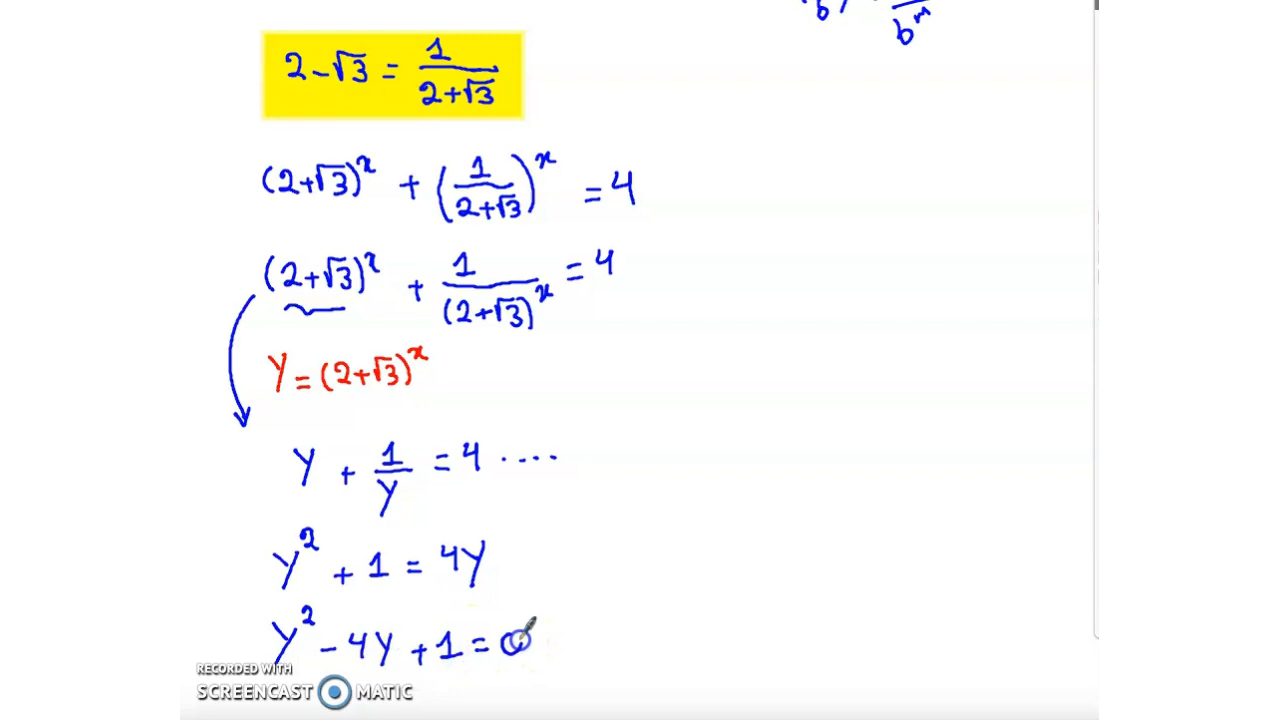 b / b^m
2 - √3 = 1/(2+√3)
(2+√3)^x + (1/(2+√3))^x = 4
(2+√3)^x + 1/(2+√3)^x = 4
Y = (2+√3)^x
Y + 1/Y = 4 ....
Y^2 + 1 = 4Y
Y^2 - 4Y + 1 = 0
RECORDED WITH
SCREENCAST MATIC